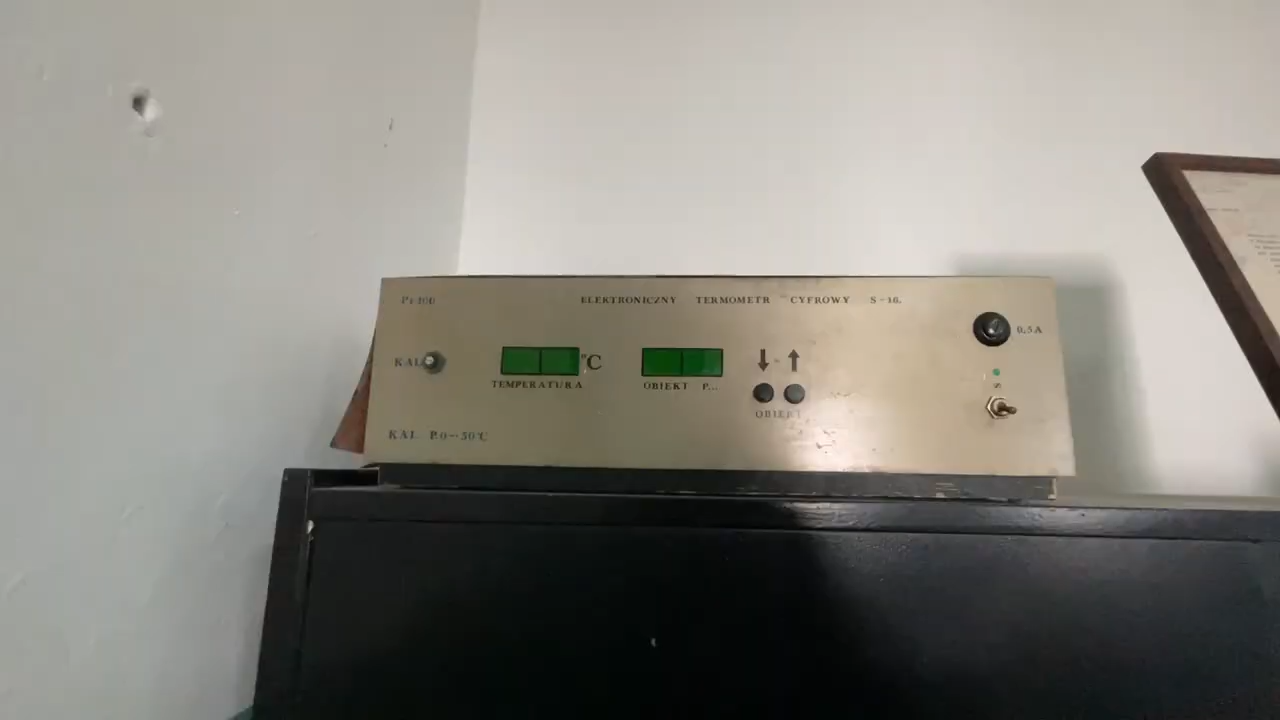 Pt-100
ELEKTRONICZNY TERMOMETR CYFROWY S-16.
0,5A
KAL
°C
TEMPERATURA
OBIEKT P...
OBIEKT
S
KAL P.0-50°C